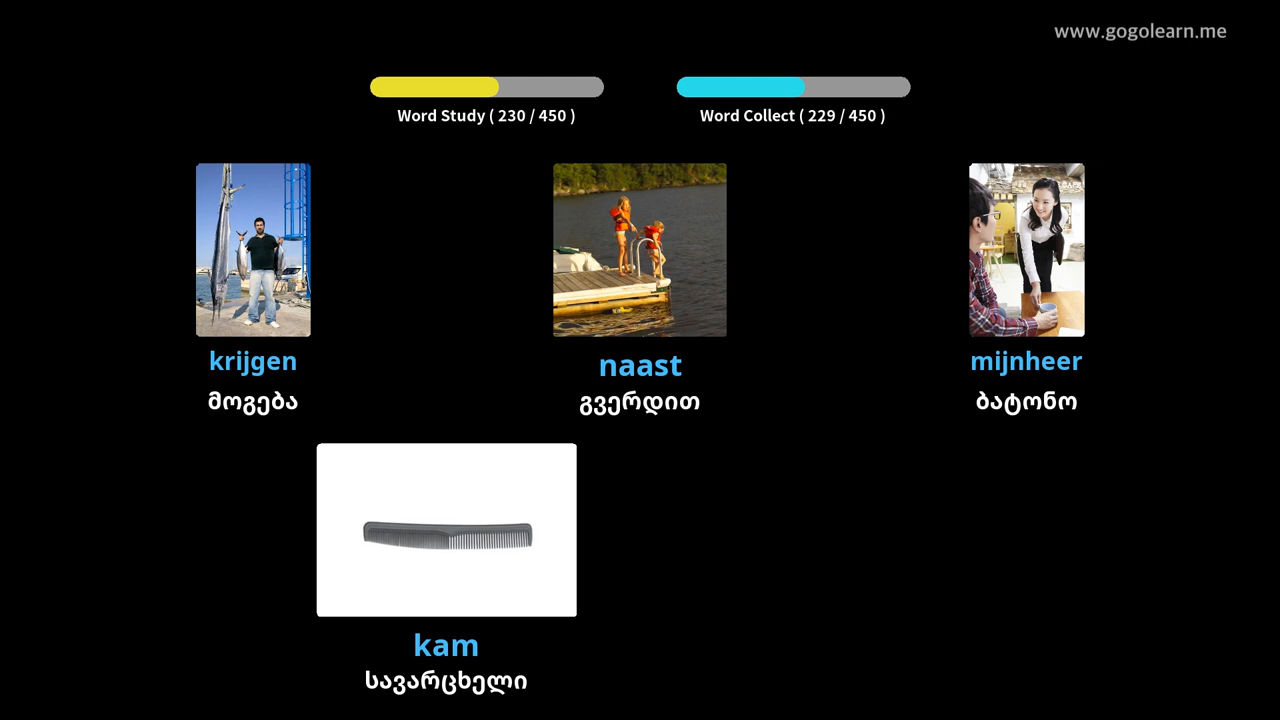 www.gogolearn.me
Word Study ( 230 / 450 )
Word Collect ( 229 / 450 )
krijgen
მოგება
naast
გვერდით
mijnheer
ბატონო
kam
სავარცხელი